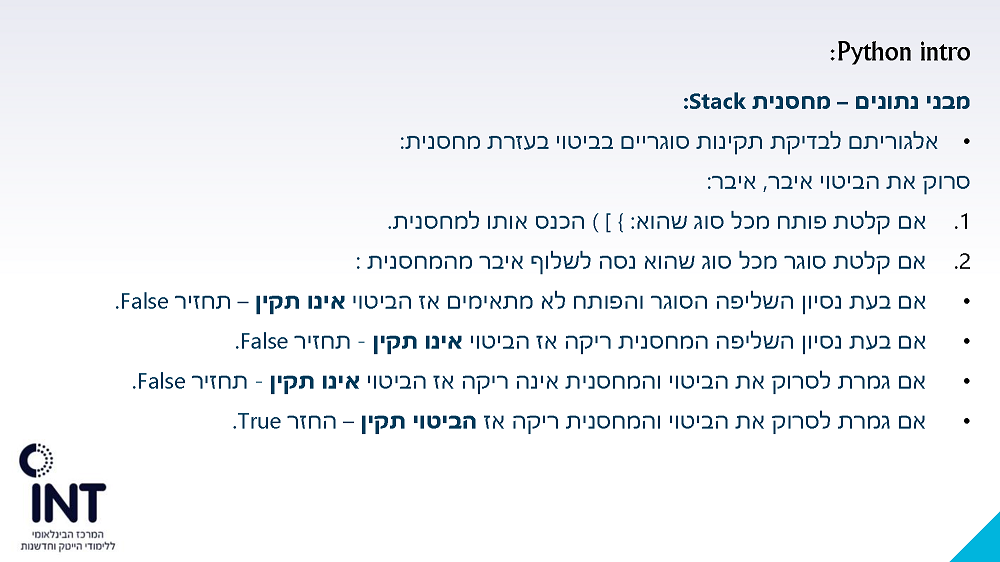 Python intro:
מבני נתונים – מחסנית Stack:
• אלגוריתם לבדיקת תקינות סוגריים בביטוי בעזרת מחסנית:
סרוק את הביטוי איבר, איבר:
1. אם קלטת פותח מכל סוג שהוא: { [ ( הכנס אותו למחסנית.
2. אם קלטת סוגר מכל סוג שהוא נסה לשלוף איבר מהמחסנית :
• אם בעת נסיון השליפה הסוגר והפותח לא מתאימים אז הביטוי אינו תקין – תחזיר False.
• אם בעת נסיון השליפה המחסנית ריקה אז הביטוי אינו תקין - תחזיר False.
• אם גמרת לסרוק את הביטוי והמחסנית אינה ריקה אז הביטוי אינו תקין - תחזיר False.
• אם גמרת לסרוק את הביטוי והמחסנית ריקה אז הביטוי תקין – החזר True.
INT
המרכז הבינלאומי
ללימודי הייטק וחדשנות